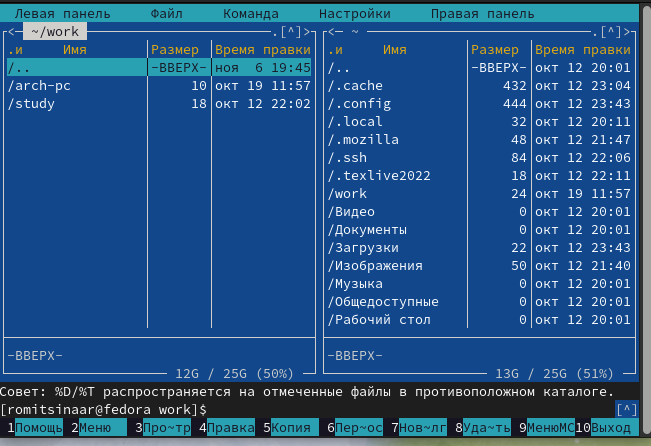 Левая панель Файл Команда Настройки Правая панель
<─ ~/work ─.[^]> <─ ~ ─.[^]>
.и Имя Размер Время правки .и Имя Размер Время правки
/.. -ВВЕРХ- ноя 6 19:45 /.. -ВВЕРХ- окт 12 20:01
/arch-pc 10 окт 19 11:57 /.cache 432 окт 12 23:04
/study 18 окт 12 22:02 /.config 444 окт 12 23:43
/.local 32 окт 12 20:11
/.mozilla 48 окт 12 21:47
/.ssh 84 окт 12 22:06
/.texlive2022 18 окт 12 22:11
/work 24 окт 19 11:57
/Видео 0 окт 12 20:01
/Документы 0 окт 12 20:01
/Загрузки 22 окт 12 23:43
/Изображения 50 окт 12 21:40
/Музыка 0 окт 12 20:01
/Общедоступные 0 окт 12 20:01
/Рабочий стол 0 окт 12 20:01
-ВВЕРХ- -ВВЕРХ-
12G / 25G (50%) 13G / 25G (51%)
Совет: %D/%T распространяется на отмеченные файлы в противоположном каталоге.
[romitsinaar@fedora work]$ [^]
1Помощь 2Меню 3Про~тр 4Правка 5Копия 6Пер~ос 7Нов~лг 8Уда~ть 9МенюMC 10Выход